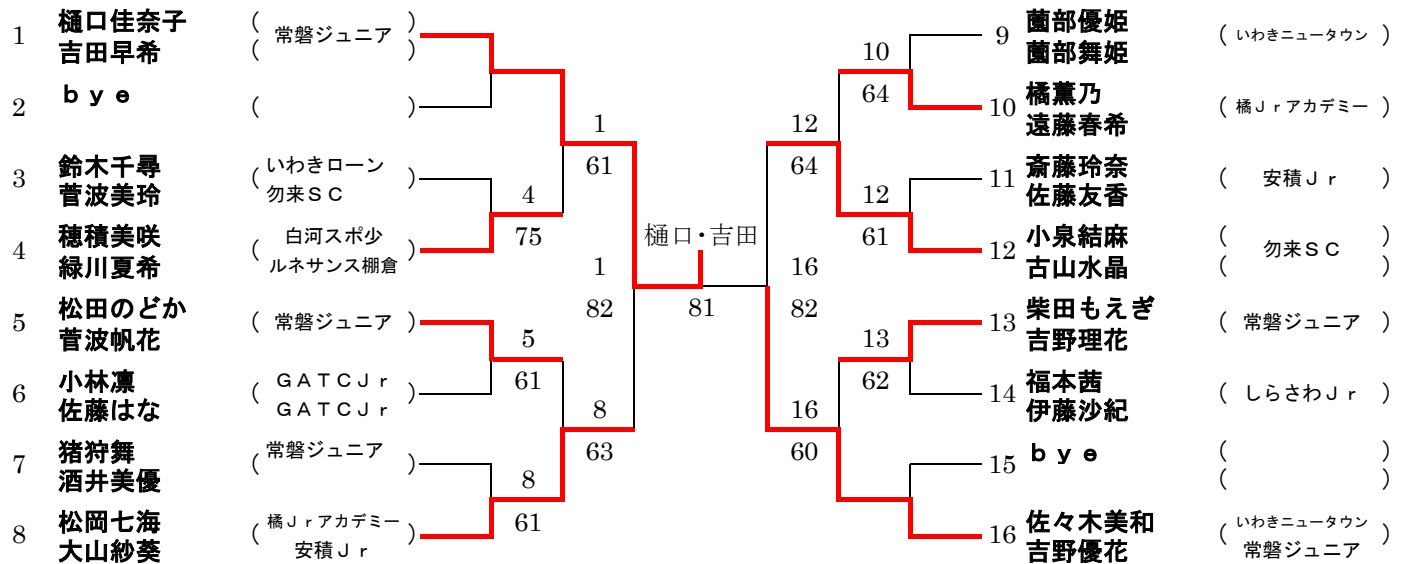 1 樋口佳奈子 吉田早希 ( 常磐ジュニア )
2 ｂｙｅ ( )
3 鈴木千尋 菅波美玲 ( いわきローン 勿来ＳＣ )
4 穂積美咲 緑川夏希 ( 白河スポ少 ルネサンス棚倉 )
5 松田のどか 菅波帆花 ( 常磐ジュニア )
6 小林凛 佐藤はな ( ＧＡＴＣＪｒ ＧＡＴＣＪｒ )
7 猪狩舞 酒井美優 ( 常磐ジュニア )
8 松岡七海 大山紗葵 ( 橘Ｊｒアカデミー 安積Ｊｒ )
4
75
5
61
8
61
1
61
8
63
1
82
樋口・吉田
81
16
82
12
64
16
60
10
64
12
61
13
62
9 薗部優姫 薗部舞姫 ( いわきニュータウン )
10 橘薫乃 遠藤春希 ( 橘Ｊｒアカデミー )
11 斎藤玲奈 佐藤友香 ( 安積Ｊｒ )
12 小泉結麻 古山水晶 ( 勿来ＳＣ )
13 柴田もえぎ 吉野理花 ( 常磐ジュニア )
14 福本茜 伊藤沙紀 ( しらさわＪｒ )
15 ｂｙｅ ( )
16 佐々木美和 吉野優花 ( いわきニュータウン 常磐ジュニア )